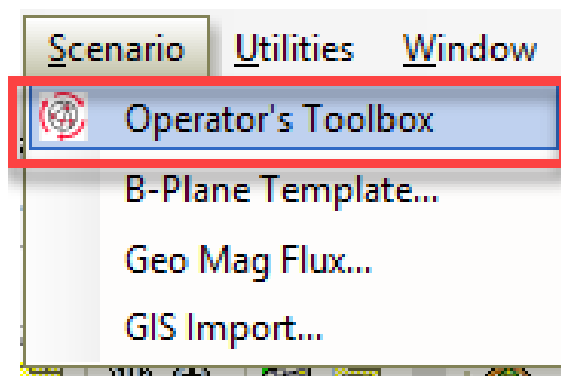 Scenario Utilities Window
Operator's Toolbox
B-Plane Template...
Geo Mag Flux...
GIS Import...